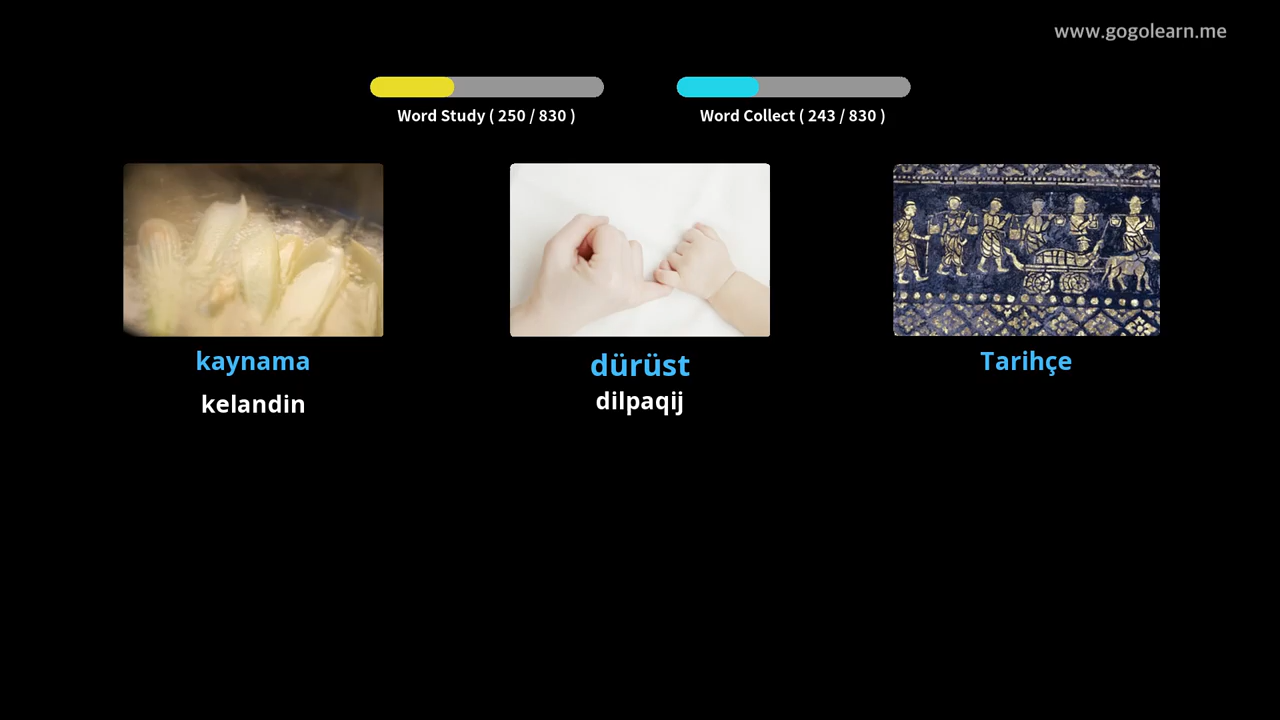 www.gogolearn.me
Word Study ( 250 / 830 )
Word Collect ( 243 / 830 )
kaynama
kelandin
dürüst
dilpaqij
Tarihçe